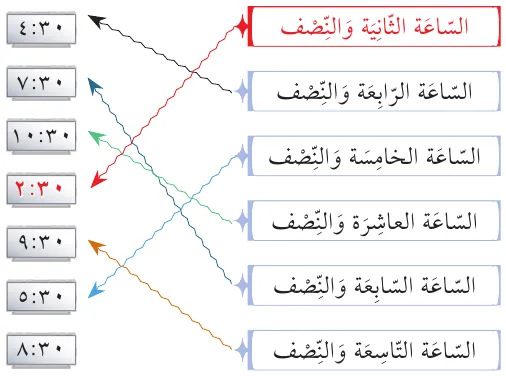 السّاعَة الثّانِيَة وَالنِّصْف
٤:٣٠
السّاعَة الرّابِعَة وَالنِّصْف
٧:٣٠
السّاعَة الخامِسَة وَالنِّصْف
١٠:٣٠
السّاعَة العاشِرَة وَالنِّصْف
٢:٣٠
السّاعَة السّابِعَة وَالنِّصْف
٩:٣٠
السّاعَة التّاسِعَة وَالنِّصْف
٥:٣٠
٨:٣٠